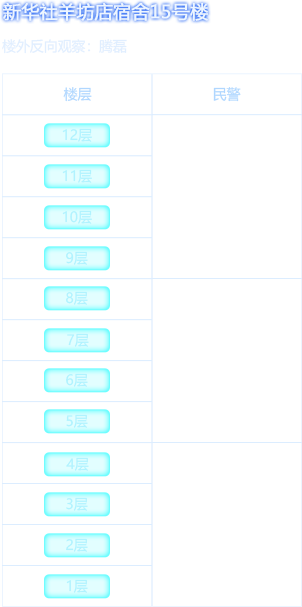 新华社羊坊店宿舍15号楼
楼外反向观察：腾磊
楼层 民警
12层
11层
10层
9层
8层
7层
6层
5层
4层
3层
2层
1层